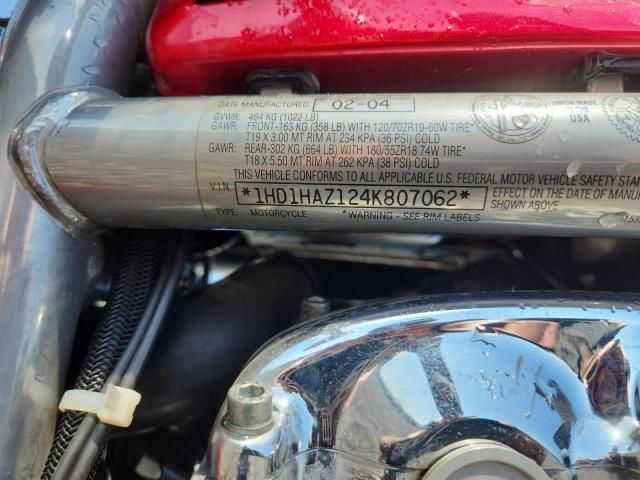 DATE MANUFACTURED: 02-04
GVWR: 464 KG (1022 LB)
GAWR: FRONT-163 KG (358 LB) WITH 120/70ZR19-60W TIRE*
T19 X 3.00 MT RIM AT 234 KPA (36 PSI) COLD
GAWR: REAR-302 KG (664 LB) WITH 180/55ZR18 74W TIRE*
T18 X 5.50 MT RIM AT 262 KPA (38 PSI) COLD
THIS VEHICLE CONFORMS TO ALL APPLICABLE U.S. FEDERAL MOTOR VEHICLE SAFETY STAN
V.I.N. *1HD1HAZ124K807062* EFFECT ON THE DATE OF MANU
SHOWN ABOVE
TYPE: MOTORCYCLE *WARNING - SEE RIM LABELS
UNION MADE
USA